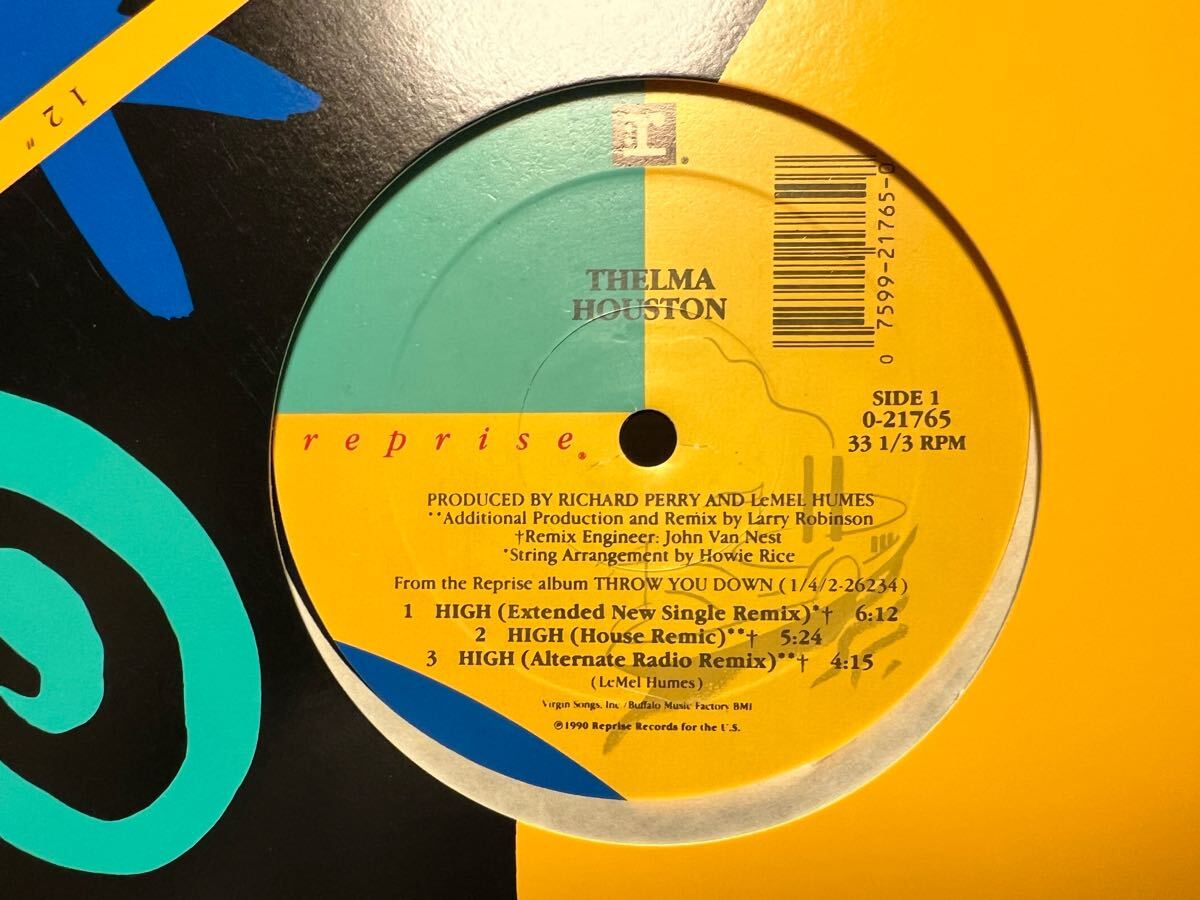 12"
THELMA
HOUSTON
0 7599-21765-0
SIDE 1
0-21765
33 1/3 RPM
reprise®
PRODUCED BY RICHARD PERRY AND LeMEL HUMES
**Additional Production and Remix by Larry Robinson
†Remix Engineer: John Van Nest
*String Arrangement by Howie Rice
From the Reprise album THROW YOU DOWN (1/4/2-26234)
1 HIGH (Extended New Single Remix)*† 6:12
2 HIGH (House Remic)**† 5:24
3 HIGH (Alternate Radio Remix)**† 4:15
(LeMel Humes)
Virgin Songs, Inc./Buffalo Music Factory BMI
℗1990 Reprise Records for the U.S.